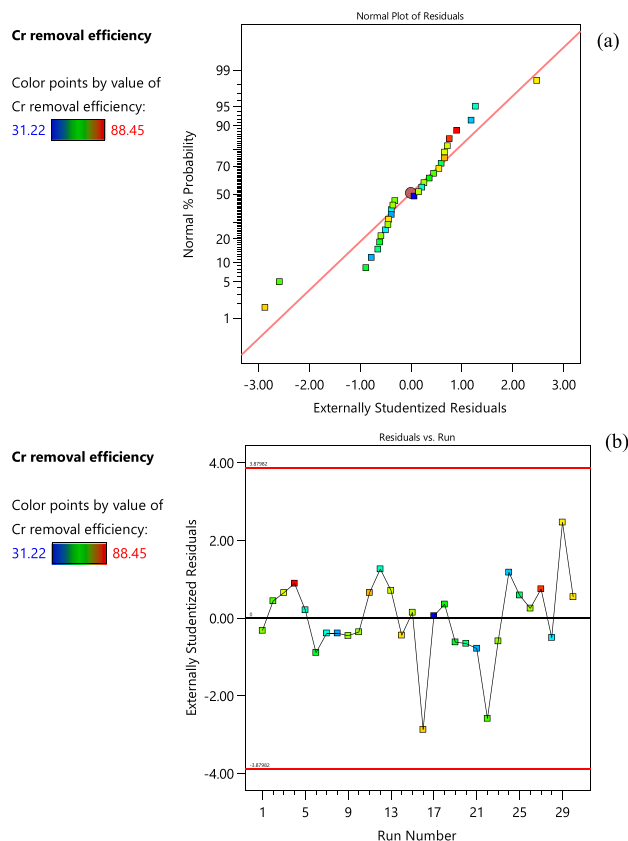 Normal Plot of Residuals
Cr removal efficiency
(a)
Color points by value of
Cr removal efficiency:
31.22 88.45
Normal % Probability
99
95
90
70
50
20
10
5
1
-3.00 -2.00 -1.00 0.00 1.00 2.00 3.00
Externally Studentized Residuals
Residuals vs. Run
(b)
Cr removal efficiency
Color points by value of
Cr removal efficiency:
31.22 88.45
Externally Studentized Residuals
4.00
3.87982
2.00
0.00
0
-2.00
-3.87982
-4.00
1 5 9 13 17 21 25 29
Run Number